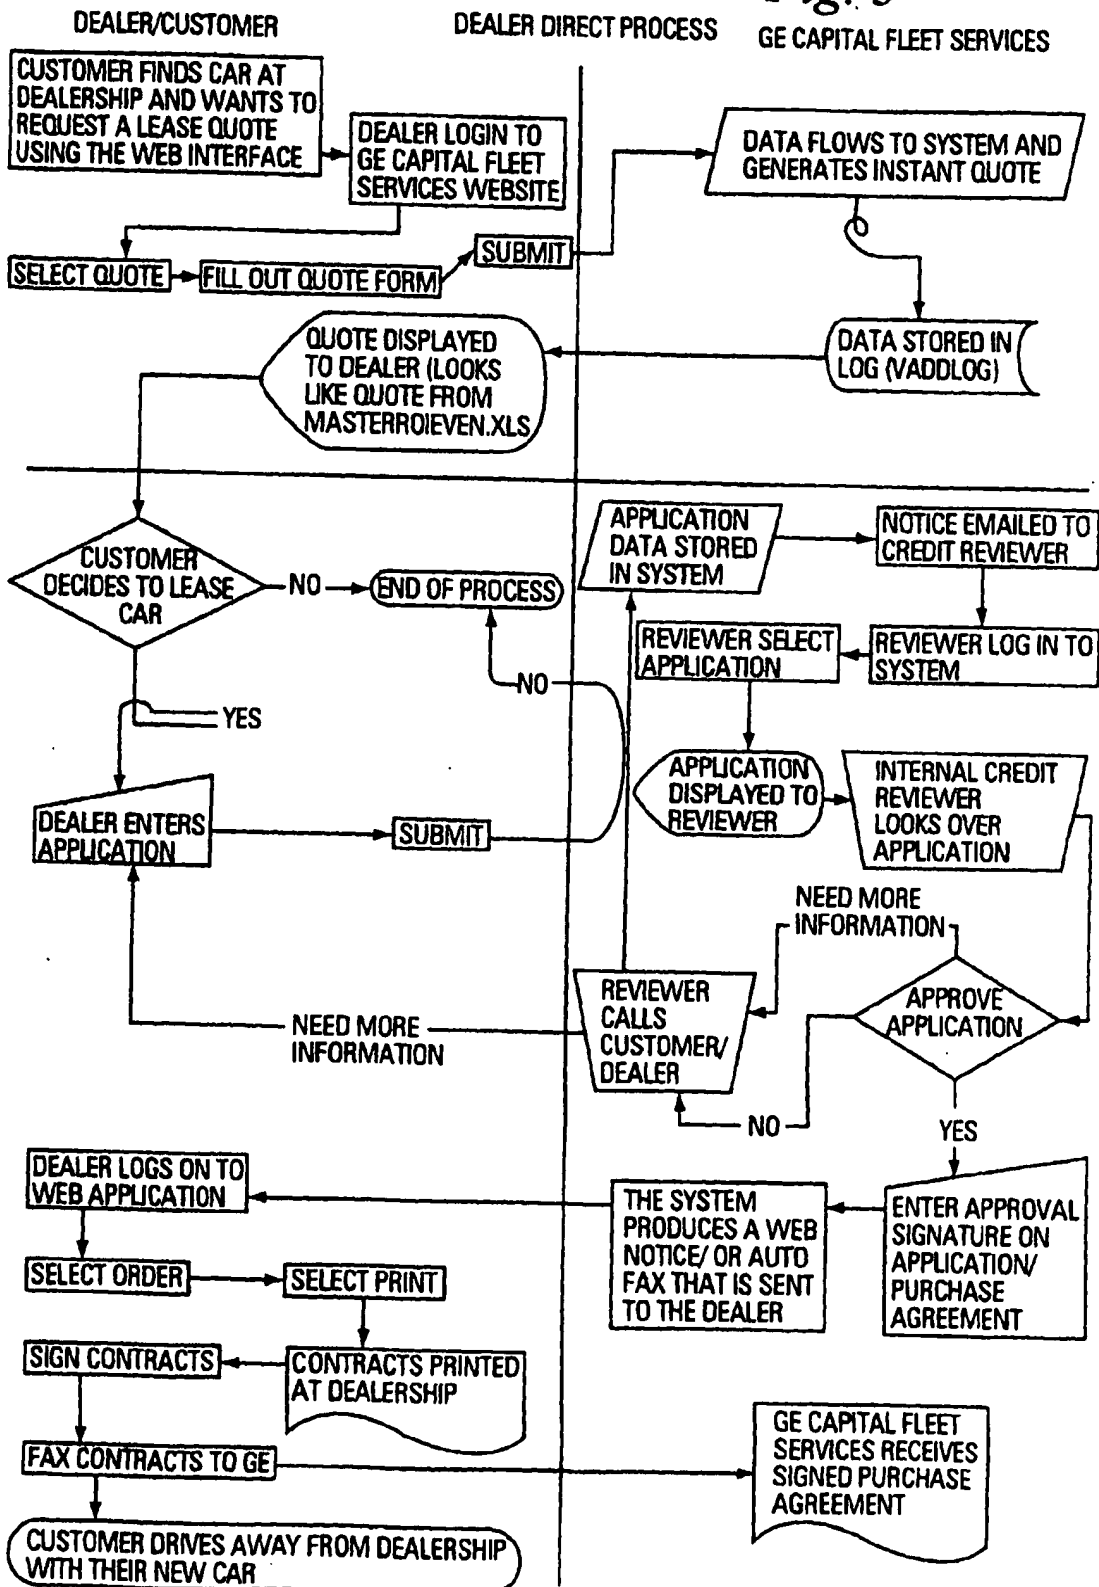 DEALER/CUSTOMER
DEALER DIRECT PROCESS
GE CAPITAL FLEET SERVICES
CUSTOMER FINDS CAR AT
DEALERSHIP AND WANTS TO
REQUEST A LEASE QUOTE
USING THE WEB INTERFACE
DEALER LOGIN TO
GE CAPITAL FLEET
SERVICES WEBSITE
DATA FLOWS TO SYSTEM AND
GENERATES INSTANT QUOTE
SELECT QUOTE
FILL OUT QUOTE FORM
SUBMIT
QUOTE DISPLAYED
TO DEALER (LOOKS
LIKE QUOTE FROM
MASTERROIEVEN.XLS
DATA STORED IN
LOG (VADDLOG)
CUSTOMER
DECIDES TO LEASE
CAR
NO
END OF PROCESS
APPLICATION
DATA STORED
IN SYSTEM
NOTICE EMAILED TO
CREDIT REVIEWER
REVIEWER SELECT
APPLICATION
REVIEWER LOG IN TO
SYSTEM
NO
YES
DEALER ENTERS
APPLICATION
SUBMIT
APPLICATION
DISPLAYED TO
REVIEWER
INTERNAL CREDIT
REVIEWER
LOOKS OVER
APPLICATION
NEED MORE
INFORMATION
REVIEWER
CALLS
CUSTOMER/
DEALER
APPROVE
APPLICATION
NEED MORE
INFORMATION
NO
YES
DEALER LOGS ON TO
WEB APPLICATION
THE SYSTEM
PRODUCES A WEB
NOTICE/ OR AUTO
FAX THAT IS SENT
TO THE DEALER
ENTER APPROVAL
SIGNATURE ON
APPLICATION/
PURCHASE
AGREEMENT
SELECT ORDER
SELECT PRINT
SIGN CONTRACTS
CONTRACTS PRINTED
AT DEALERSHIP
FAX CONTRACTS TO GE
GE CAPITAL FLEET
SERVICES RECEIVES
SIGNED PURCHASE
AGREEMENT
CUSTOMER DRIVES AWAY FROM DEALERSHIP
WITH THEIR NEW CAR